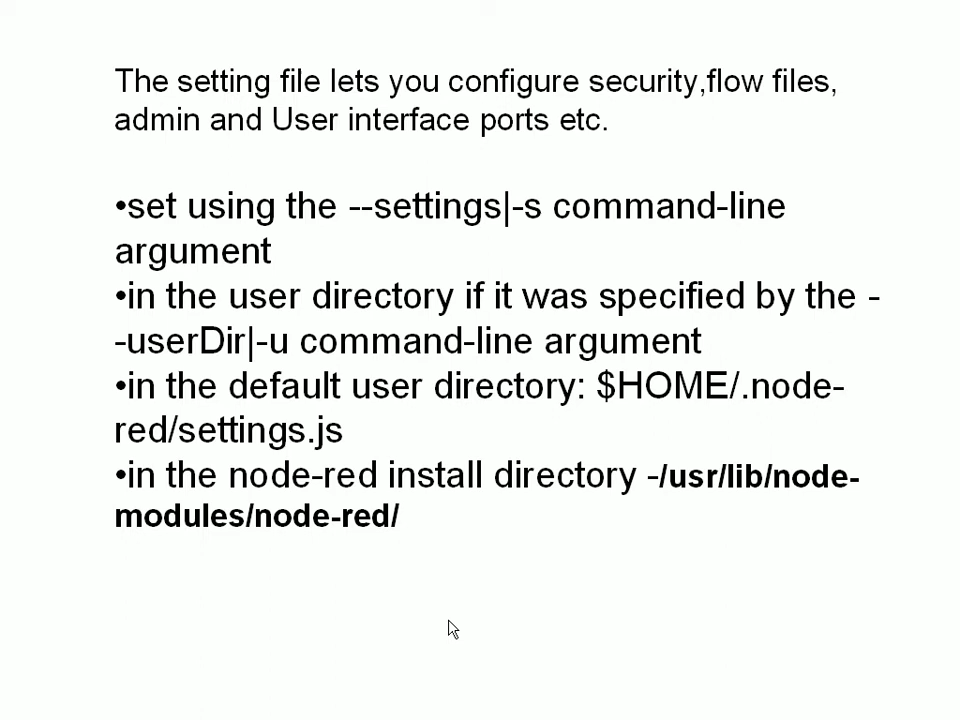 The setting file lets you configure security,flow files,
admin and User interface ports etc.
•set using the --settings|-s command-line
argument
•in the user directory if it was specified by the -
-userDir|-u command-line argument
•in the default user directory: $HOME/.node-
red/settings.js
•in the node-red install directory -/usr/lib/node-
modules/node-red/